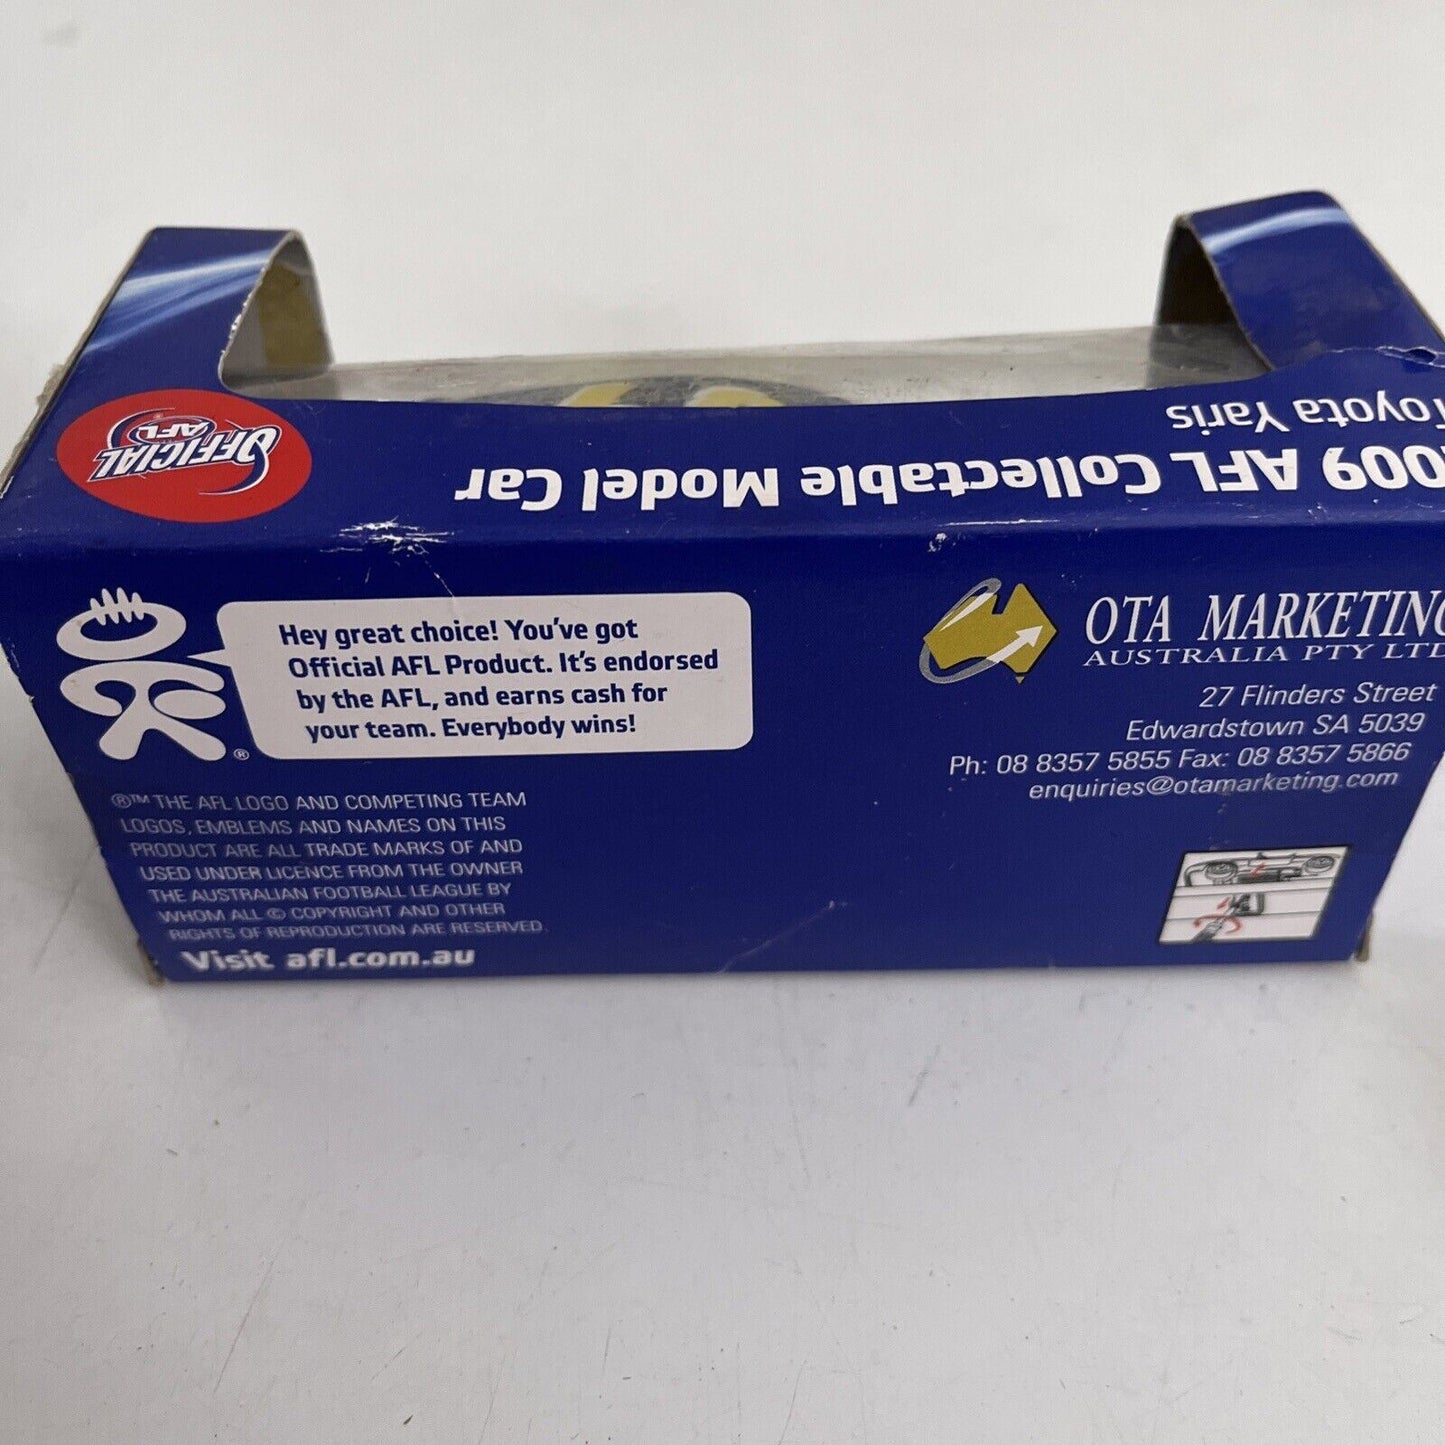 Toyota Yaris
009 AFL Collectable Model Car
OFFICIAL
AFL
Hey great choice! You've got
Official AFL Product. It's endorsed
by the AFL, and earns cash for
your team. Everybody wins!
®
®™ THE AFL LOGO AND COMPETING TEAM
LOGOS, EMBLEMS AND NAMES ON THIS
PRODUCT ARE ALL TRADE MARKS OF AND
USED UNDER LICENCE FROM THE OWNER
THE AUSTRALIAN FOOTBALL LEAGUE BY
WHOM ALL © COPYRIGHT AND OTHER
RIGHTS OF REPRODUCTION ARE RESERVED.
Visit afl.com.au
OTA MARKETING
AUSTRALIA PTY LTD
27 Flinders Street
Edwardstown SA 5039
Ph: 08 8357 5855 Fax: 08 8357 5866
enquiries@otamarketing.com